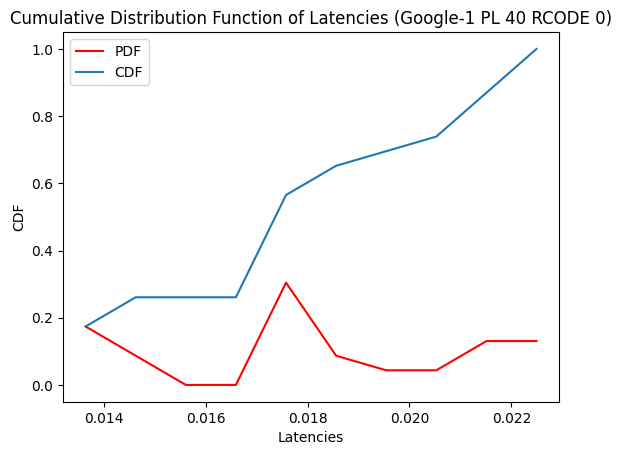 Cumulative Distribution Function of Latencies (Google-1 PL 40 RCODE 0)
PDF
CDF
1.0
0.8
0.6
0.4
0.2
0.0
CDF
0.014
0.016
0.018
0.020
0.022
Latencies